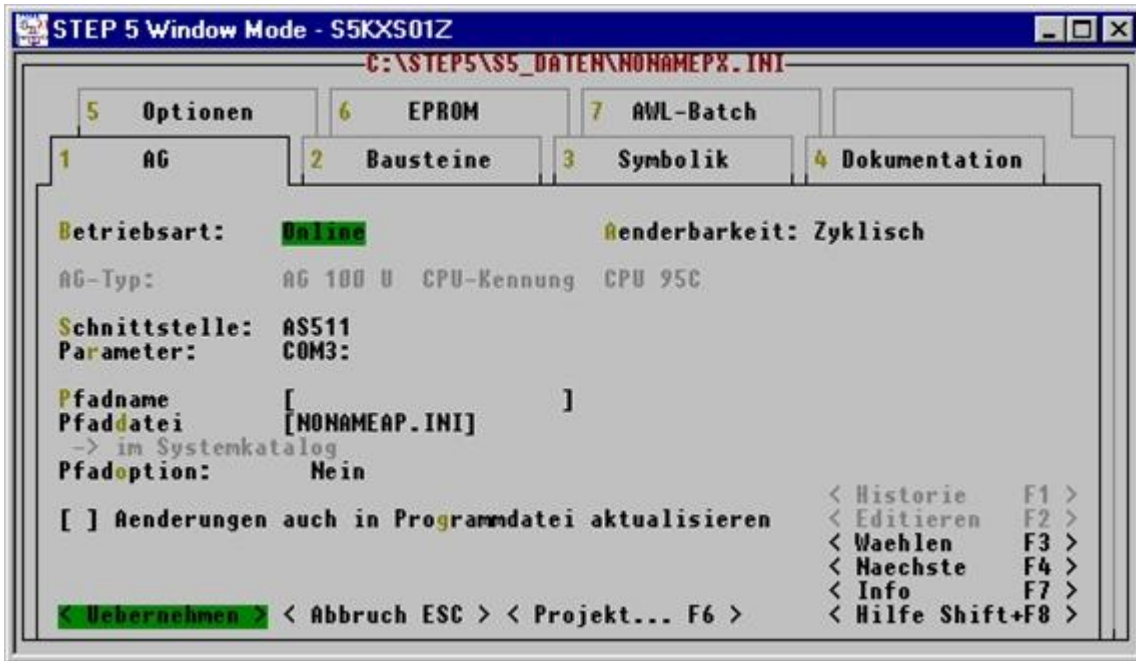 STEP 5 Window Mode - S5KXS01Z
C:\STEP5\S5_DATEN\NONAMEPX.INI
5 Optionen 6 EPROM 7 AWL-Batch
1 AG 2 Bausteine 3 Symbolik 4 Dokumentation
Betriebsart: Online Aenderbarkeit: Zyklisch
AG-Typ: AG 100 U CPU-Kennung CPU 95C
Schnittstelle: AS511
Parameter: COM3:
Pfadname [ ]
Pfaddatei [NONAMEAP.INI]
-> im Systemkatalog
Pfadoption: Nein
< Historie F1 >
[ ] Aenderungen auch in Programmdatei aktualisieren < Editieren F2 >
< Waehlen F3 >
< Naechste F4 >
< Info F7 >
< Uebernehmen > < Abbruch ESC > < Projekt... F6 > < Hilfe Shift+F8 >